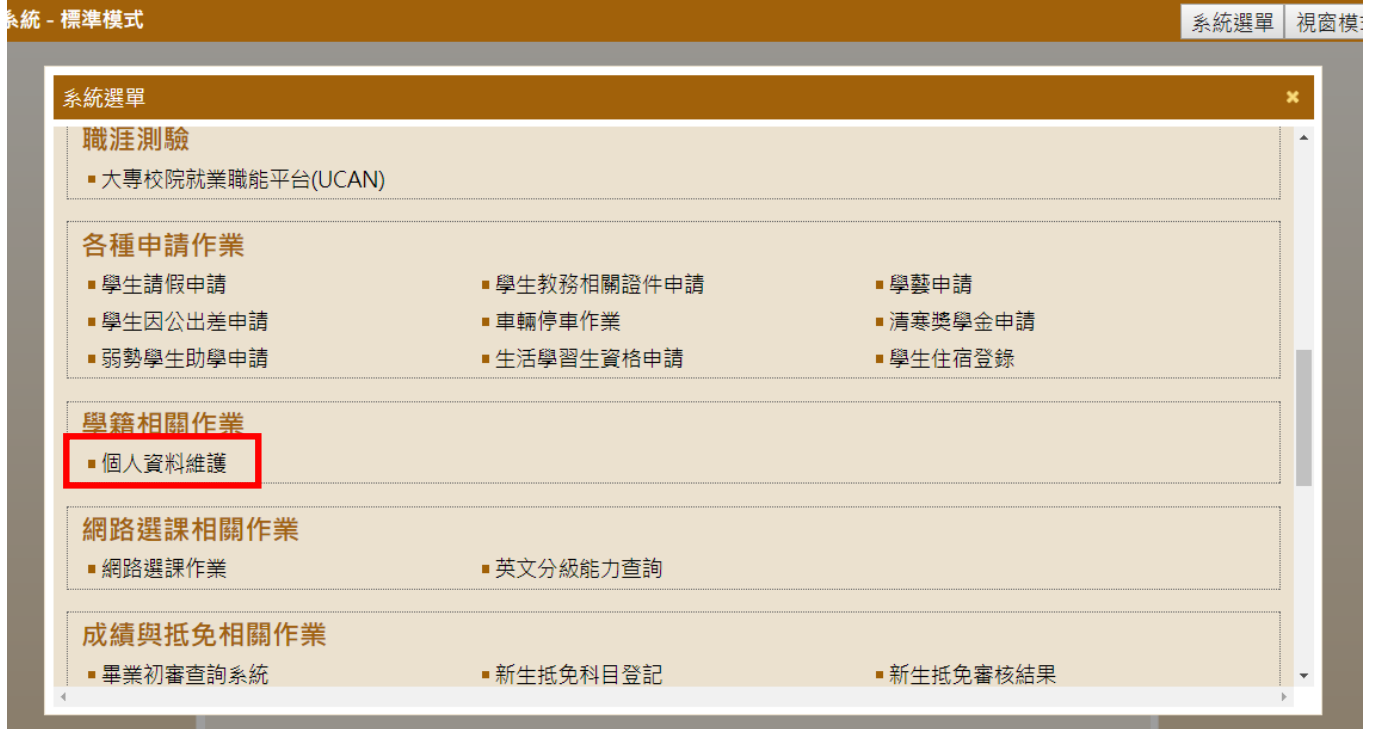 系統 - 標準模式
系統選單 視窗模
系統選單
職涯測驗
大專校院就業職能平台(UCAN)
各種申請作業
學生請假申請 學生教務相關證件申請 學藝申請
學生因公出差申請 車輛停車作業 清寒獎學金申請
弱勢學生助學申請 生活學習生資格申請 學生住宿登錄
學籍相關作業
個人資料維護
網路選課相關作業
網路選課作業 英文分級能力查詢
成績與抵免相關作業
畢業初審查詢系統 新生抵免科目登記 新生抵免審核結果